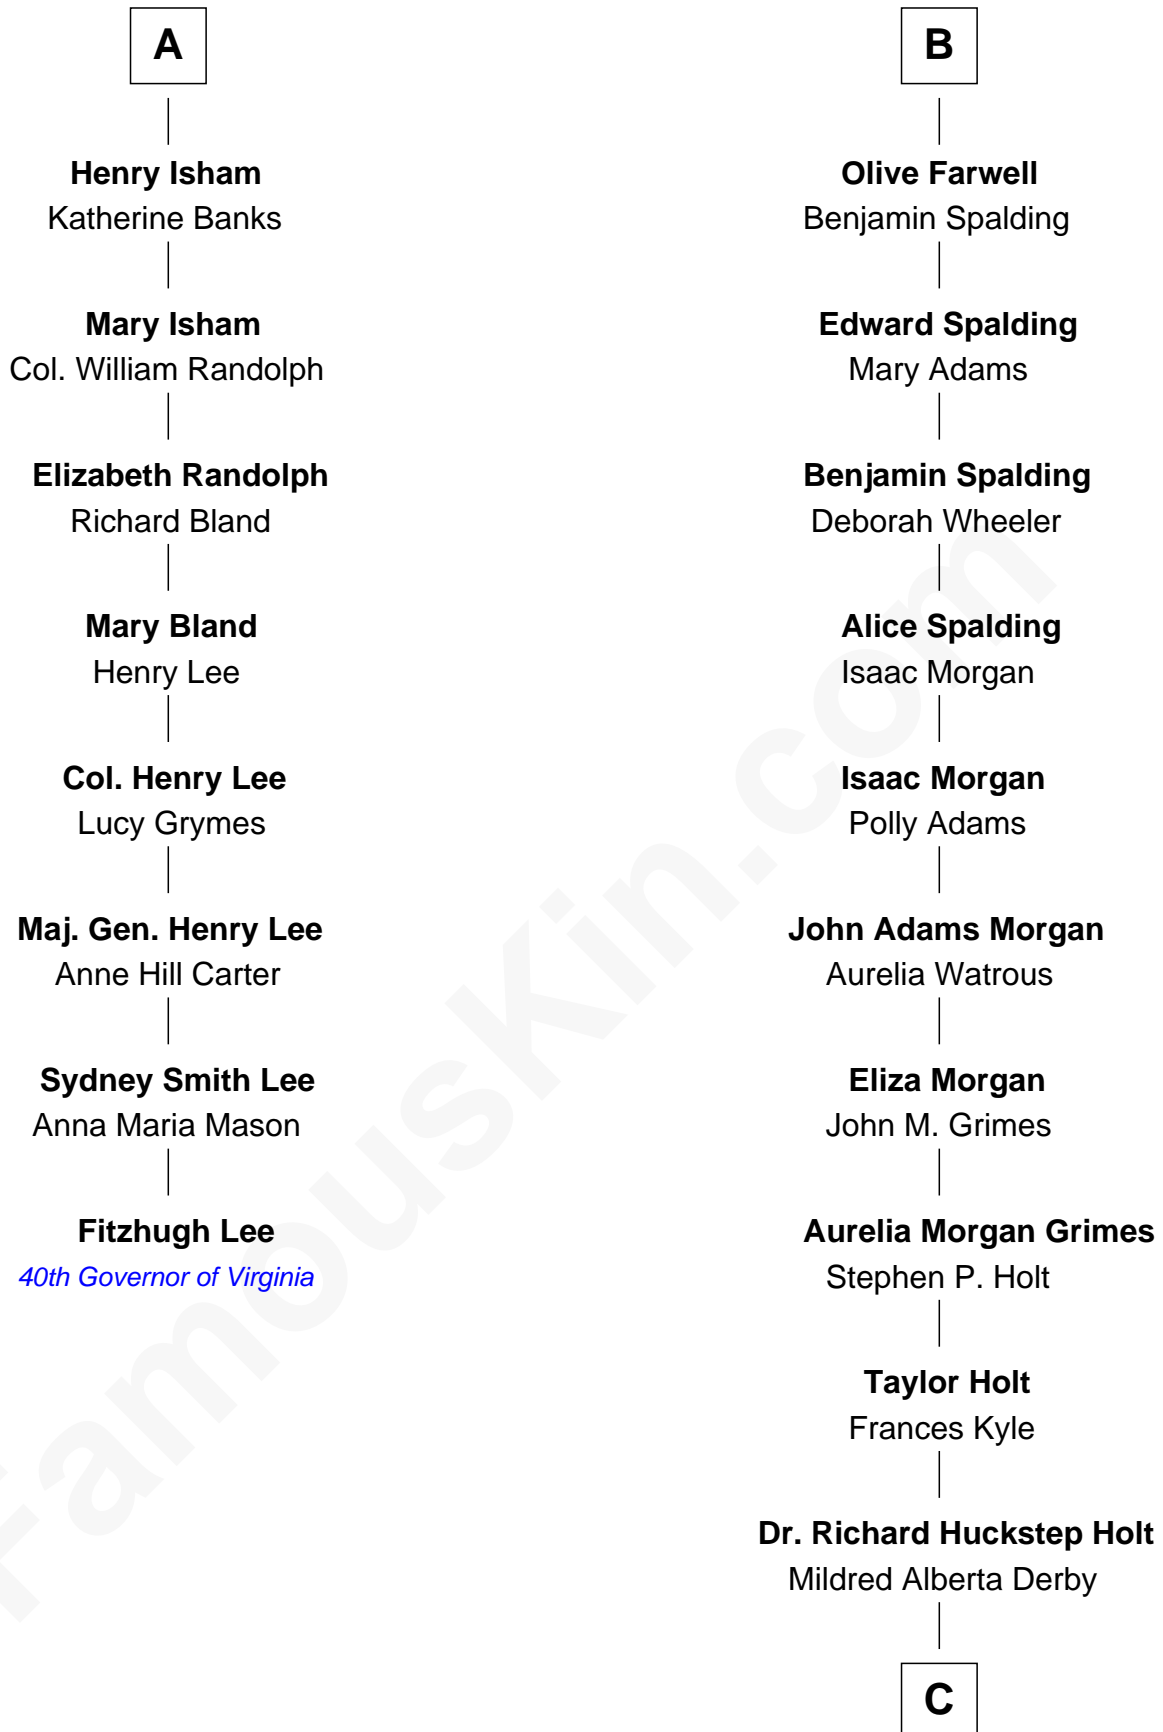 A
Henry Isham
Katherine Banks
Mary Isham
Col. William Randolph
Elizabeth Randolph
Richard Bland
Mary Bland
Henry Lee
Col. Henry Lee
Lucy Grymes
Maj. Gen. Henry Lee
Anne Hill Carter
Sydney Smith Lee
Anna Maria Mason
Fitzhugh Lee
40th Governor of Virginia
B
Olive Farwell
Benjamin Spalding
Edward Spalding
Mary Adams
Benjamin Spalding
Deborah Wheeler
Alice Spalding
Isaac Morgan
Isaac Morgan
Polly Adams
John Adams Morgan
Aurelia Watrous
Eliza Morgan
John M. Grimes
Aurelia Morgan Grimes
Stephen P. Holt
Taylor Holt
Frances Kyle
Dr. Richard Huckstep Holt
Mildred Alberta Derby
C
FamousKin.com